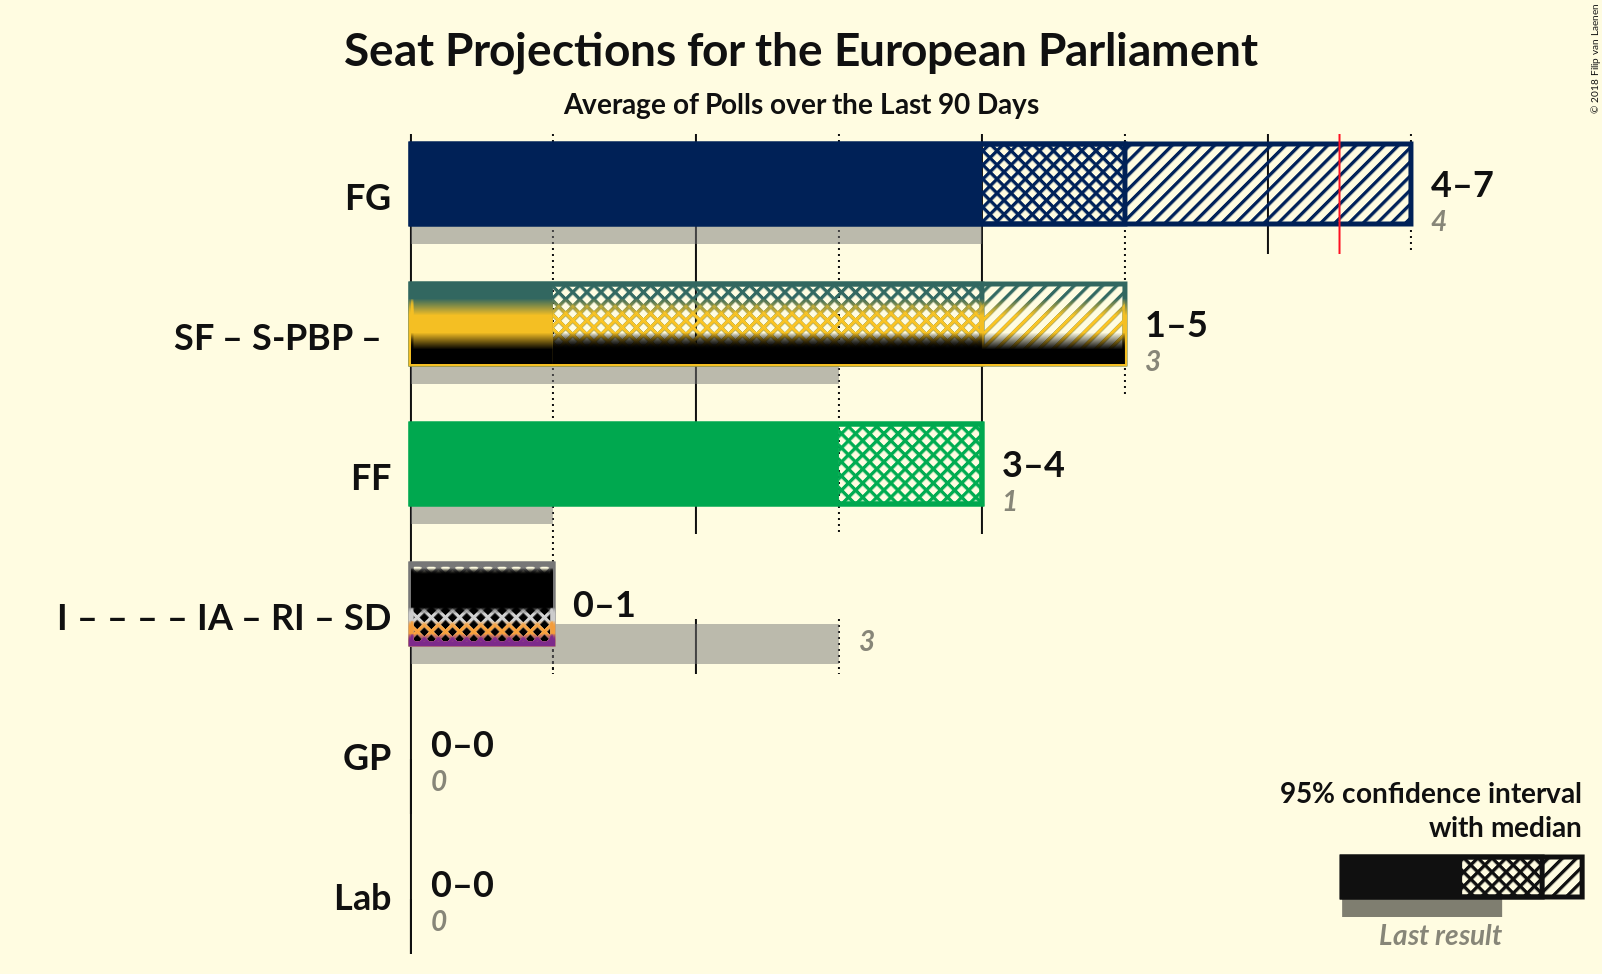 Seat Projections for the European Parliament
Average of Polls over the Last 90 Days
© 2018 Filip van Laenen
FG
4–7
4
SF – S-PBP –
1–5
3
FF
3–4
1
I – – – – IA – RI – SD
0–1
3
GP
0–0
0
Lab
0–0
0
95% confidence interval
with median
Last result